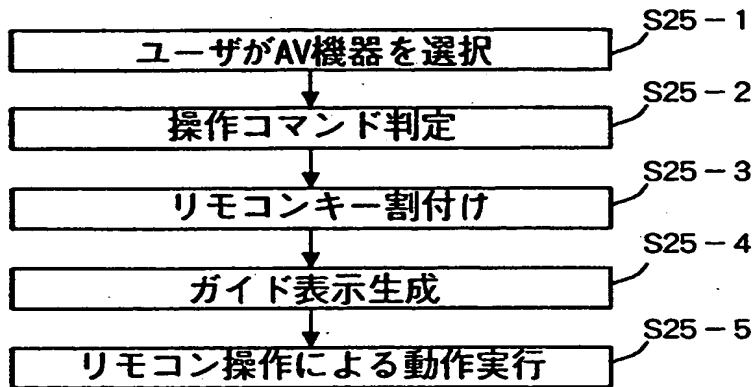 S25-1
ユーザがAV機器を選択
S25-2
操作コマンド判定
S25-3
リモコンキー割付け
S25-4
ガイド表示生成
S25-5
リモコン操作による動作実行